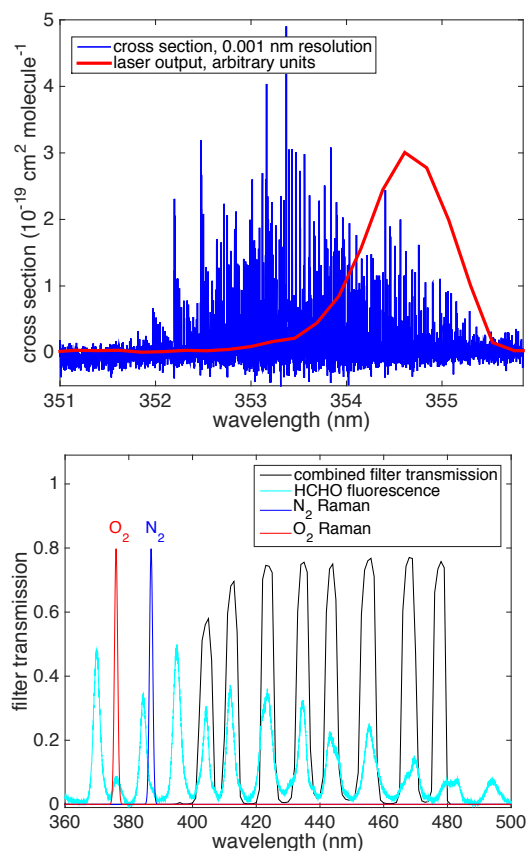 5
cross section, 0.001 nm resolution
laser output, arbitrary units
4
3
2
1
0
cross section (10⁻¹⁹ cm² molecule⁻¹)
351 352 353 354 355
wavelength (nm)
1
combined filter transmission
HCHO fluorescence
N₂ Raman
O₂ Raman
O₂ N₂
0.8
0.6
0.4
0.2
0
filter transmission
360 380 400 420 440 460 480 500
wavelength (nm)